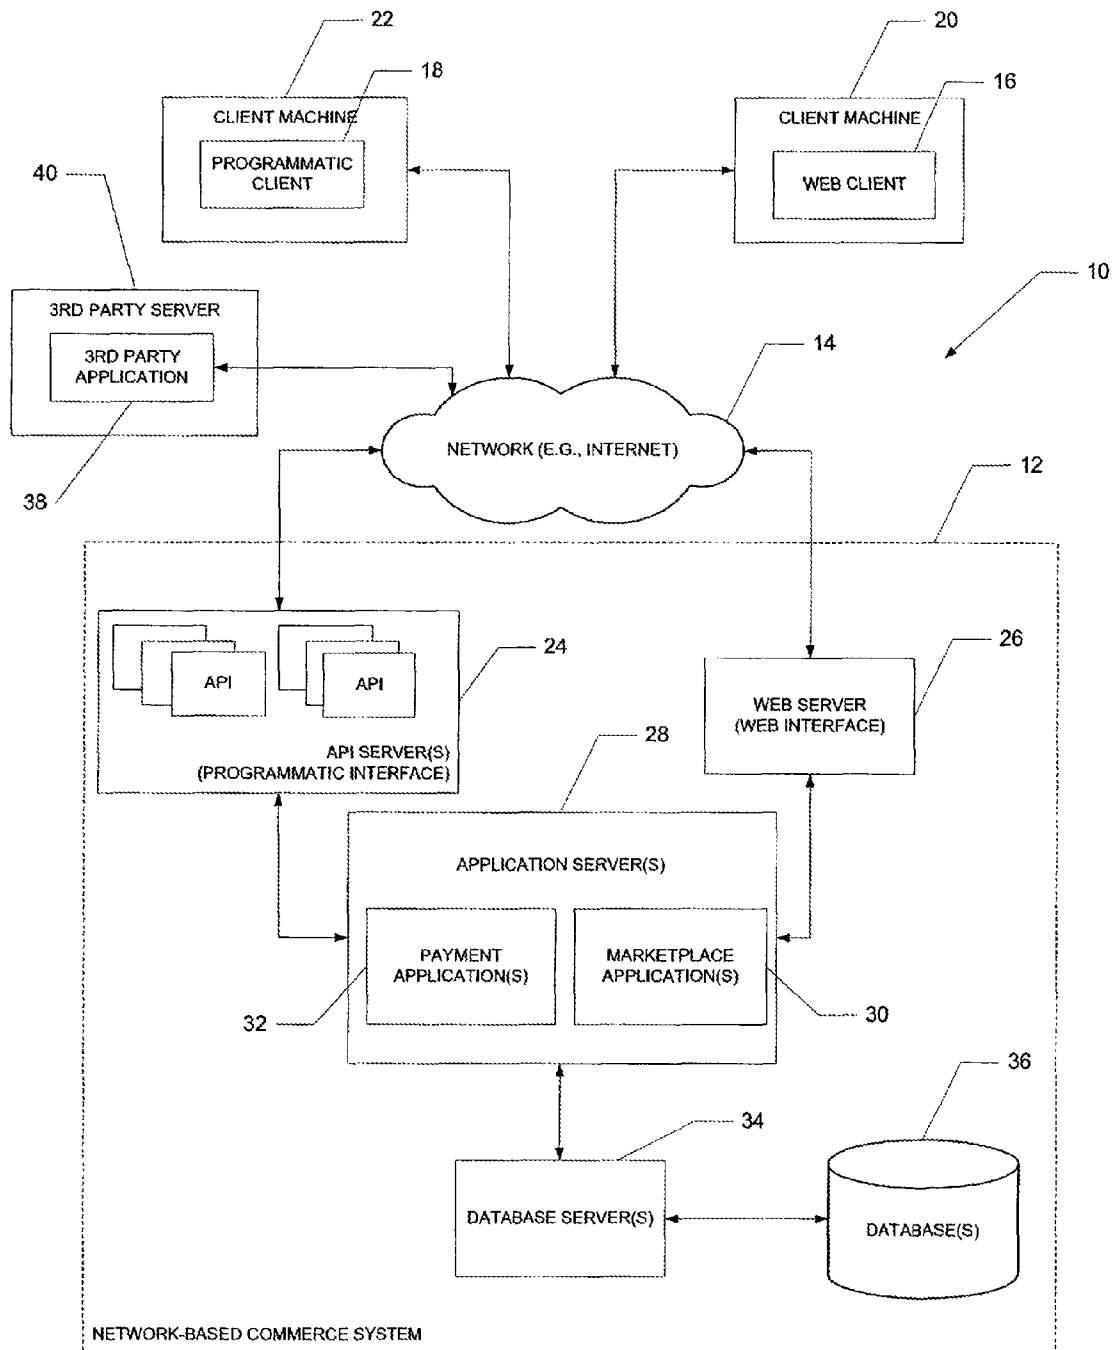 22
20
18
16
CLIENT MACHINE
CLIENT MACHINE
PROGRAMMATIC
CLIENT
WEB CLIENT
40
10
3RD PARTY SERVER
3RD PARTY
APPLICATION
14
NETWORK (E.G., INTERNET)
38
12
24
26
API
API
WEB SERVER
(WEB INTERFACE)
API SERVER(S)
(PROGRAMMATIC INTERFACE)
28
APPLICATION SERVER(S)
PAYMENT
APPLICATION(S)
MARKETPLACE
APPLICATION(S)
32
30
36
34
DATABASE SERVER(S)
DATABASE(S)
NETWORK-BASED COMMERCE SYSTEM